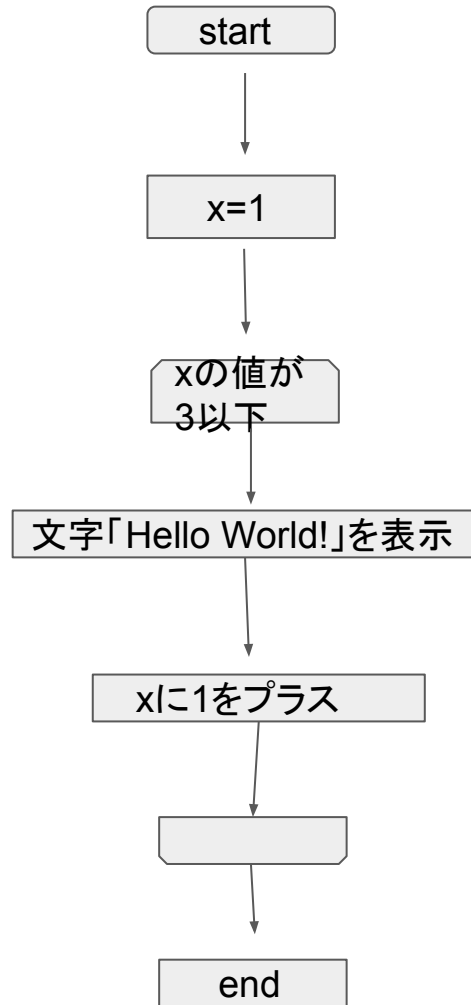 start
x=1
xの値が
3以下
文字「Hello World!」を表示
xに1をプラス
end